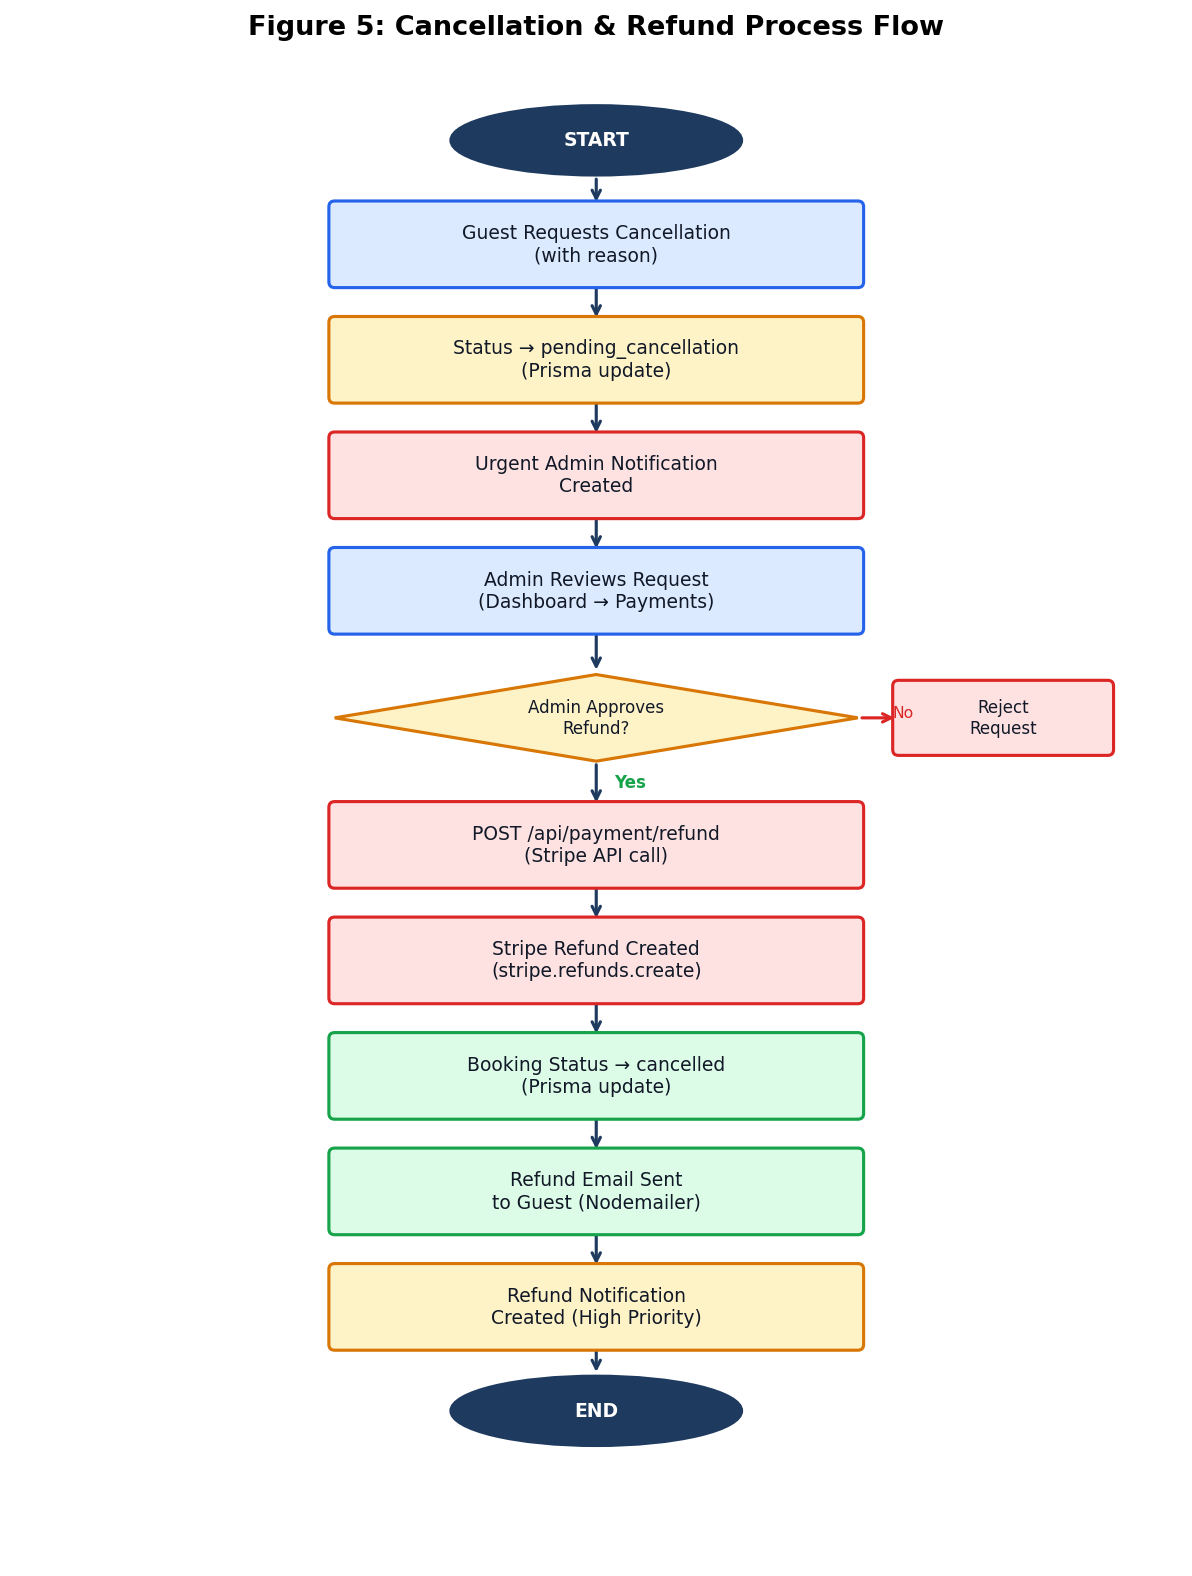 Figure 5: Cancellation & Refund Process Flow
START
Guest Requests Cancellation
(with reason)
Status → pending_cancellation
(Prisma update)
Urgent Admin Notification
Created
Admin Reviews Request
(Dashboard → Payments)
Admin Approves
Refund?
No
Reject
Request
Yes
POST /api/payment/refund
(Stripe API call)
Stripe Refund Created
(stripe.refunds.create)
Booking Status → cancelled
(Prisma update)
Refund Email Sent
to Guest (Nodemailer)
Refund Notification
Created (High Priority)
END